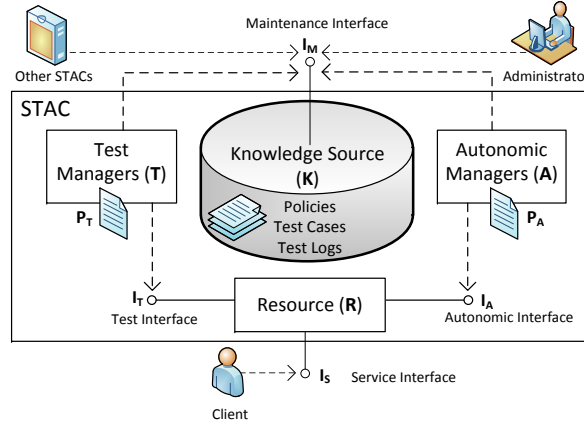 Maintenance Interface
I_M
Other STACs
Administrator
STAC
Test
Managers (T)
Knowledge Source
(K)
Autonomic
Managers (A)
Policies
Test Cases
Test Logs
P_T
P_A
I_T
Resource (R)
I_A
Test Interface
Autonomic Interface
I_S
Service Interface
Client